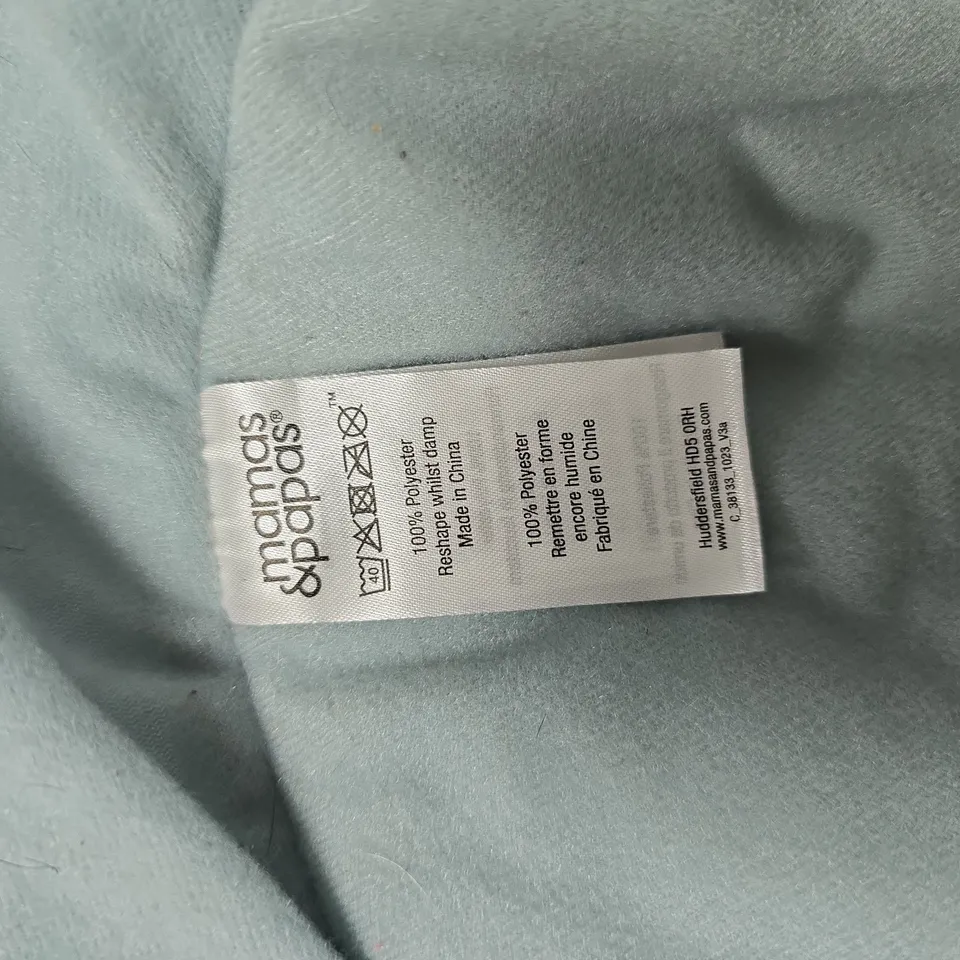 mamas
&papas®
™
40
100% Polyester
Reshape whilst damp
Made in China
100% Polyester
Remettre en forme
encore humide
Fabriqué en Chine
Huddersfield HD5 0RH
www.mamasandpapas.com
C_38133_1023_V3a